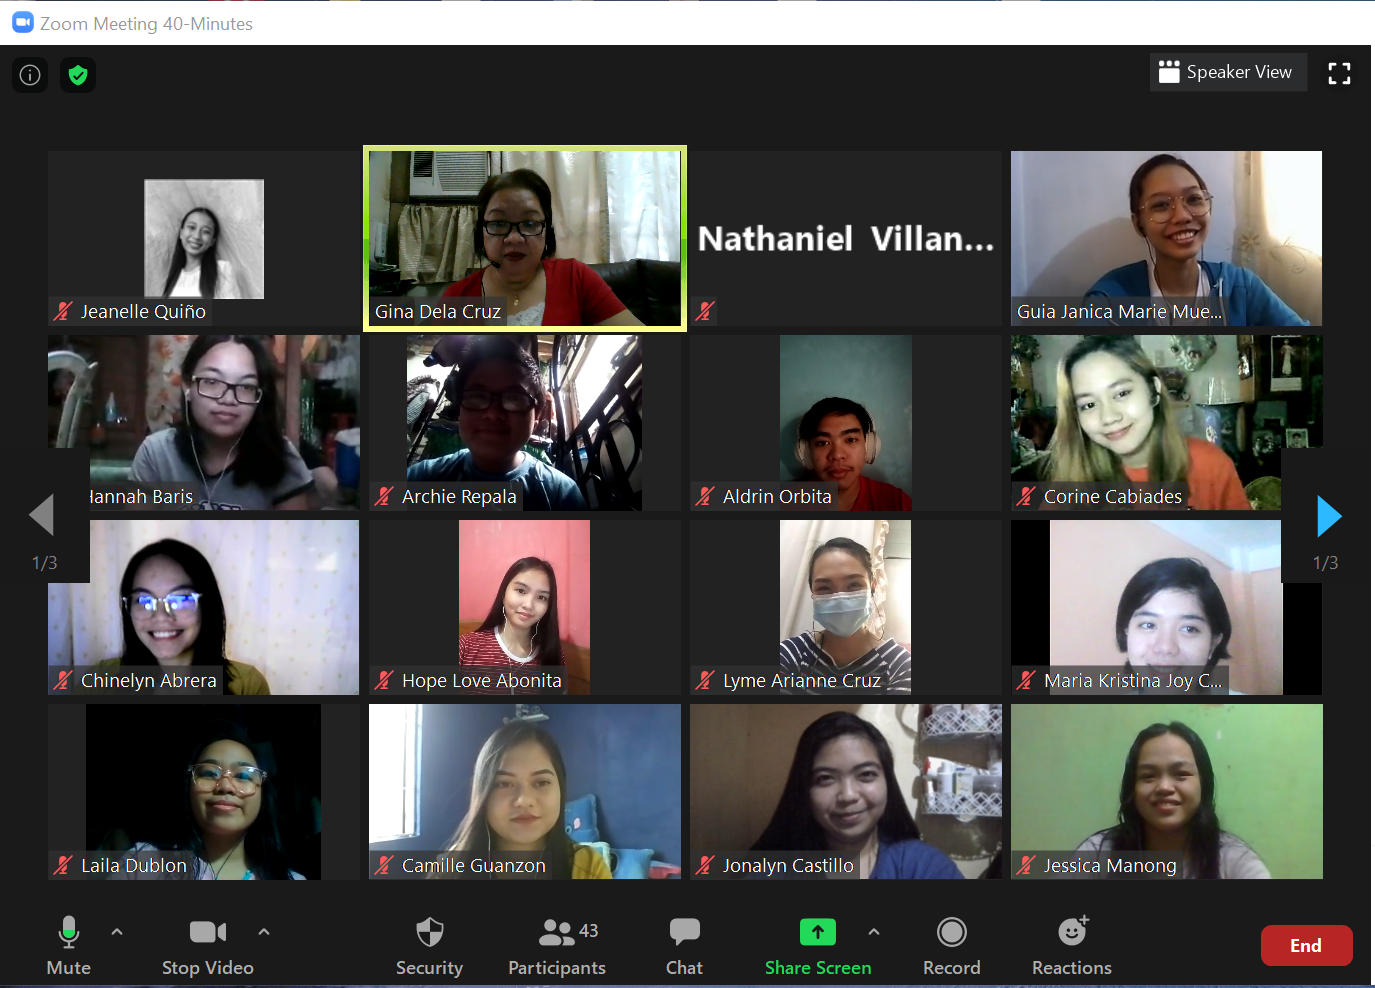 Zoom Meeting 40-Minutes
Speaker View
Jeanelle Quiño
Gina Dela Cruz
Nathaniel Villan...
Guia Janica Marie Mue...
Hannah Baris
Archie Repala
Aldrin Orbita
Corine Cabiades
1/3
1/3
Chinelyn Abrera
Hope Love Abonita
Lyme Arianne Cruz
Maria Kristina Joy C...
Laila Dublon
Camille Guanzon
Jonalyn Castillo
Jessica Manong
43
Mute
Stop Video
Security
Participants
Chat
Share Screen
Record
Reactions
End